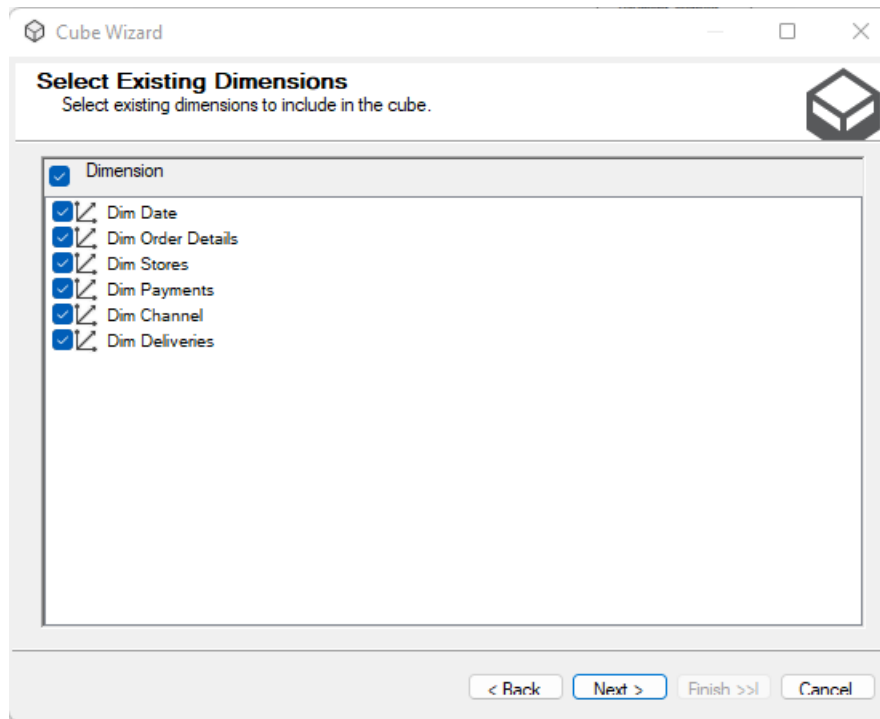 Cube Wizard
Select Existing Dimensions
Select existing dimensions to include in the cube.
Dimension
Dim Date
Dim Order Details
Dim Stores
Dim Payments
Dim Channel
Dim Deliveries
< Back Next > Finish >>| Cancel